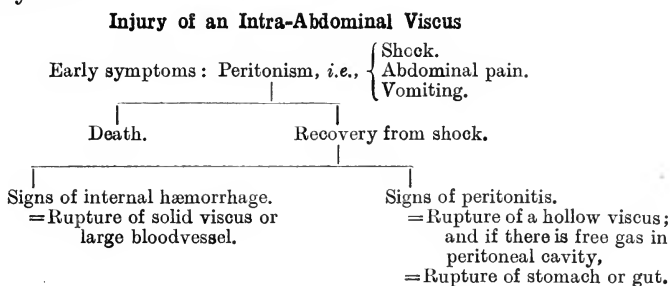 Injury of an Intra-Abdominal Viscus
Shock.
Early symptoms: Peritonism, i.e., Abdominal pain.
Vomiting.
Death. Recovery from shock.
Signs of internal hæmorrhage.
=Rupture of solid viscus or
large bloodvessel.
Signs of peritonitis.
=Rupture of a hollow viscus;
and if there is free gas in
peritoneal cavity,
=Rupture of stomach or gut.